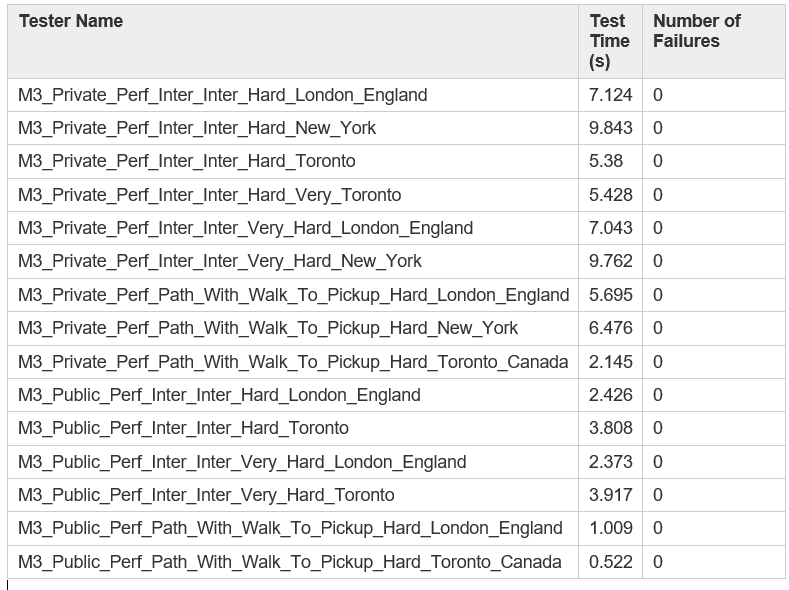 Tester Name Test Time (s) Number of Failures
M3_Private_Perf_Inter_Inter_Hard_London_England 7.124 0
M3_Private_Perf_Inter_Inter_Hard_New_York 9.843 0
M3_Private_Perf_Inter_Inter_Hard_Toronto 5.38 0
M3_Private_Perf_Inter_Inter_Hard_Very_Toronto 5.428 0
M3_Private_Perf_Inter_Inter_Very_Hard_London_England 7.043 0
M3_Private_Perf_Inter_Inter_Very_Hard_New_York 9.762 0
M3_Private_Perf_Path_With_Walk_To_Pickup_Hard_London_England 5.695 0
M3_Private_Perf_Path_With_Walk_To_Pickup_Hard_New_York 6.476 0
M3_Private_Perf_Path_With_Walk_To_Pickup_Hard_Toronto_Canada 2.145 0
M3_Public_Perf_Inter_Inter_Hard_London_England 2.426 0
M3_Public_Perf_Inter_Inter_Hard_Toronto 3.808 0
M3_Public_Perf_Inter_Inter_Very_Hard_London_England 2.373 0
M3_Public_Perf_Inter_Inter_Very_Hard_Toronto 3.917 0
M3_Public_Perf_Path_With_Walk_To_Pickup_Hard_London_England 1.009 0
M3_Public_Perf_Path_With_Walk_To_Pickup_Hard_Toronto_Canada 0.522 0